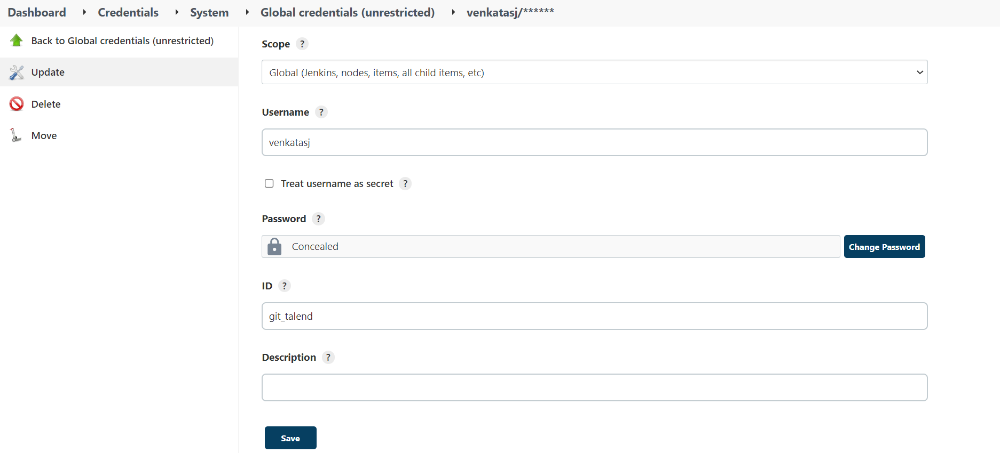 Dashboard Credentials System Global credentials (unrestricted) venkatasj/******
Back to Global credentials (unrestricted)
Update
Delete
Move
Scope ?
Global (Jenkins, nodes, items, all child items, etc)
Username ?
venkatasj
Treat username as secret ?
Password ?
Concealed
Change Password
ID ?
git_talend
Description ?
Save